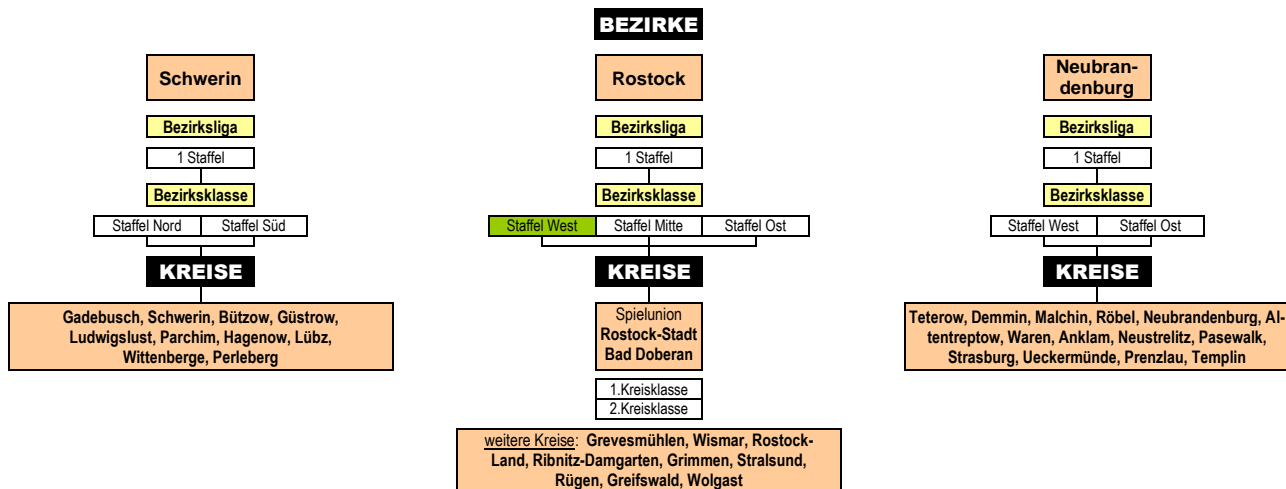 BEZIRKE
Schwerin
Bezirksliga
1 Staffel
Bezirksklasse
Staffel Nord
Staffel Süd
KREISE
Gadebusch, Schwerin, Bützow, Güstrow,
Ludwigslust, Parchim, Hagenow, Lübz,
Wittenberge, Perleberg
Rostock
Bezirksliga
1 Staffel
Bezirksklasse
Staffel West
Staffel Mitte
Staffel Ost
KREISE
Spielunion
Rostock-Stadt
Bad Doberan
1.Kreisklasse
2.Kreisklasse
weitere Kreise: Grevesmühlen, Wismar, Rostock-
Land, Ribnitz-Damgarten, Grimmen, Stralsund,
Rügen, Greifswald, Wolgast
Neubran-
denburg
Bezirksliga
1 Staffel
Bezirksklasse
Staffel West
Staffel Ost
KREISE
Teterow, Demmin, Malchin, Röbel, Neubrandenburg, Al-
tentreptow, Waren, Anklam, Neustrelitz, Pasewalk,
Strasburg, Ueckermünde, Prenzlau, Templin